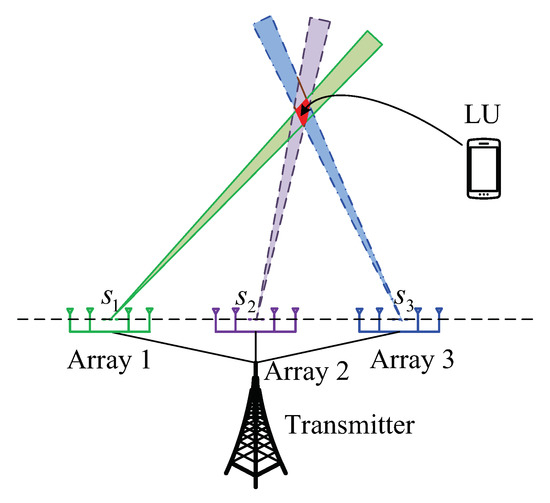 LU
s1
s2
s3
Array 1
Array 2
Array 3
Transmitter